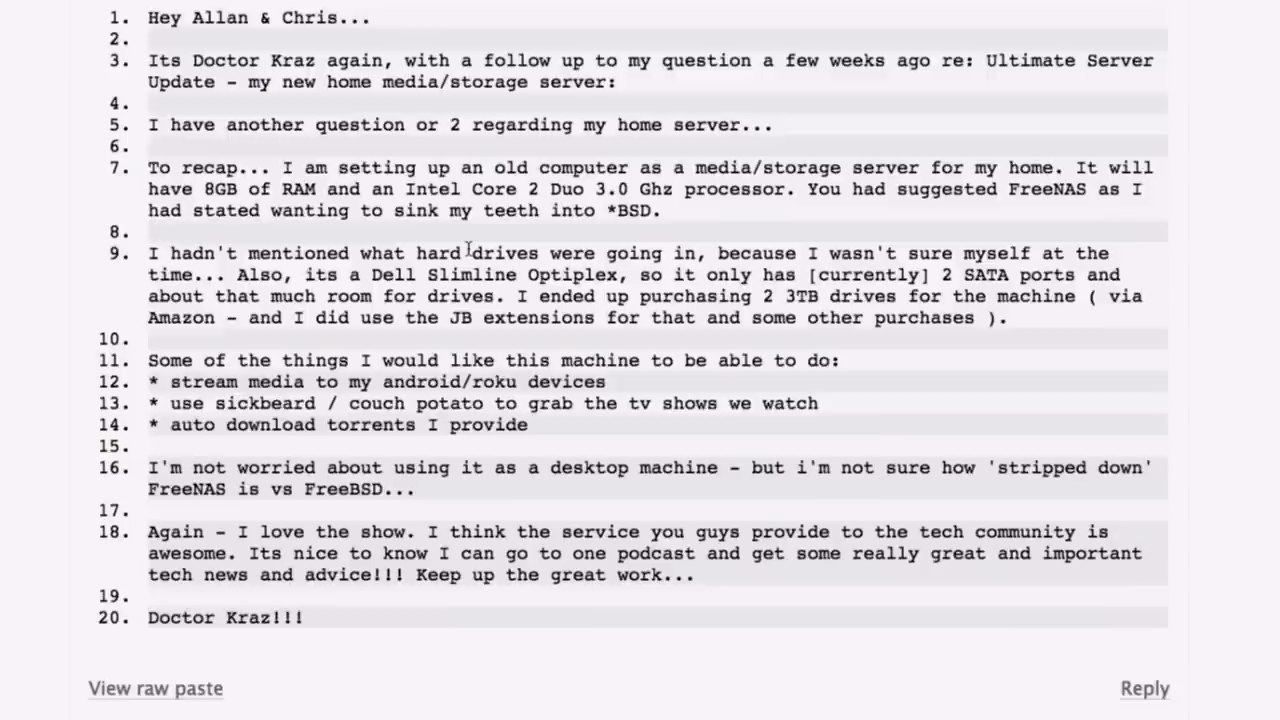 1. Hey Allan & Chris...
2.
3. Its Doctor Kraz again, with a follow up to my question a few weeks ago re: Ultimate Server
Update - my new home media/storage server:
4.
5. I have another question or 2 regarding my home server...
6.
7. To recap... I am setting up an old computer as a media/storage server for my home. It will
have 8GB of RAM and an Intel Core 2 Duo 3.0 Ghz processor. You had suggested FreeNAS as I
had stated wanting to sink my teeth into *BSD.
8.
9. I hadn't mentioned what hard drives were going in, because I wasn't sure myself at the
time... Also, its a Dell Slimline Optiplex, so it only has [currently] 2 SATA ports and
about that much room for drives. I ended up purchasing 2 3TB drives for the machine ( via
Amazon - and I did use the JB extensions for that and some other purchases ).
10.
11. Some of the things I would like this machine to be able to do:
12. * stream media to my android/roku devices
13. * use sickbeard / couch potato to grab the tv shows we watch
14. * auto download torrents I provide
15.
16. I'm not worried about using it as a desktop machine - but i'm not sure how 'stripped down'
FreeNAS is vs FreeBSD...
17.
18. Again - I love the show. I think the service you guys provide to the tech community is
awesome. Its nice to know I can go to one podcast and get some really great and important
tech news and advice!!! Keep up the great work...
19.
20. Doctor Kraz!!!
View raw paste
Reply